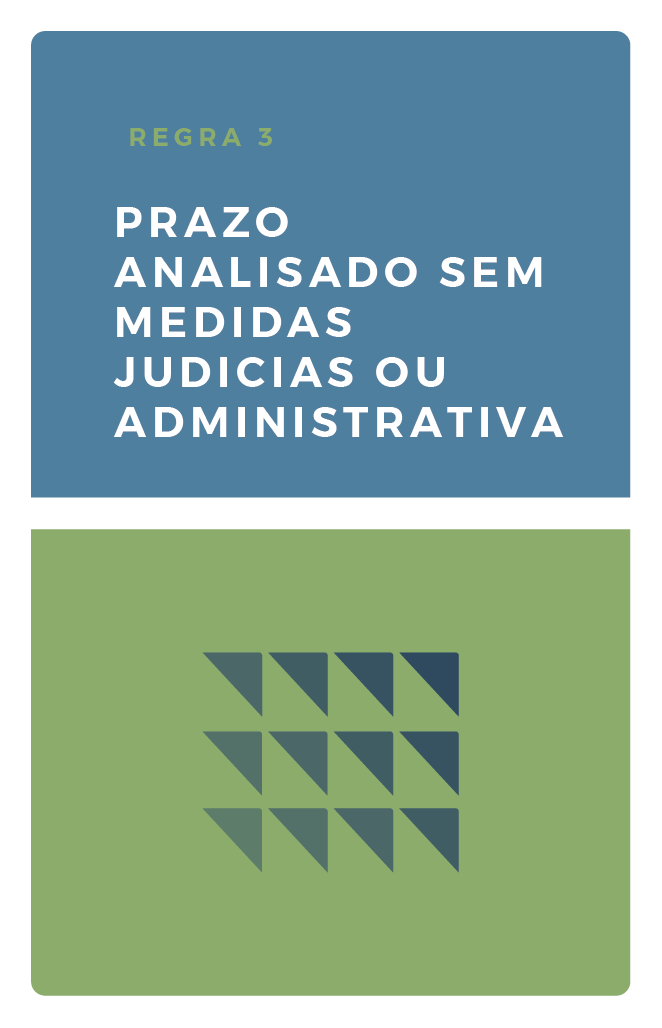 REGRA 3
PRAZO
ANALISADO SEM
MEDIDAS
JUDICIAS OU
ADMINISTRATIVA